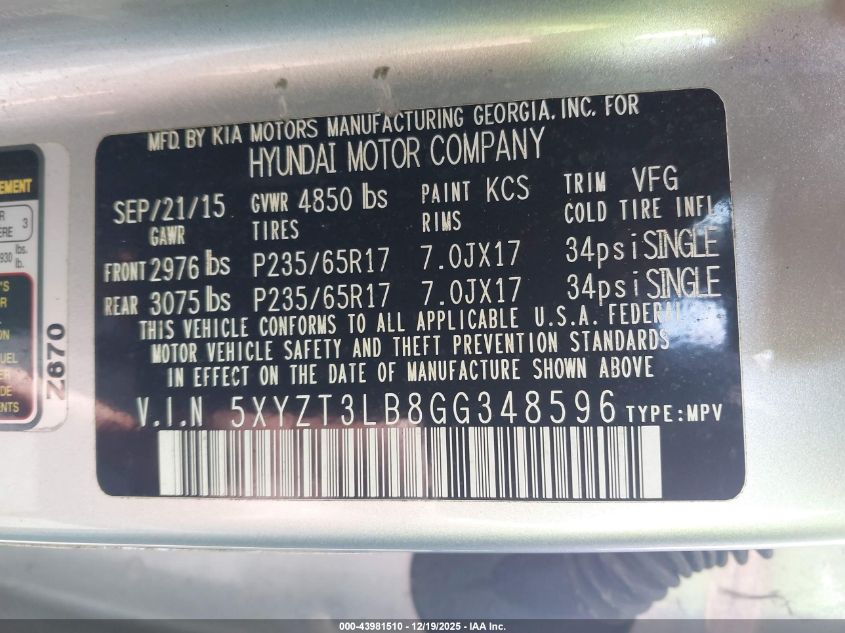 MFD. BY KIA MOTORS MANUFACTURING GEORGIA, INC. FOR
HYUNDAI MOTOR COMPANY
SEP/21/15 GVWR 4850 lbs PAINT KCS TRIM VFG
GAWR TIRES RIMS COLD TIRE INFL
FRONT 2976 lbs P235/65R17 7.0JX17 34psi SINGLE
REAR 3075 lbs P235/65R17 7.0JX17 34psi SINGLE
THIS VEHICLE CONFORMS TO ALL APPLICABLE U.S.A. FEDERAL
MOTOR VEHICLE SAFETY AND THEFT PREVENTION STANDARDS
IN EFFECT ON THE DATE OF MANUFACTURE SHOWN ABOVE
V.I.N 5XYZT3LB8GG348596 TYPE:MPV
Z670
3
lbs.
lb.
000-43981510 - 12/19/2025 - IAA Inc.